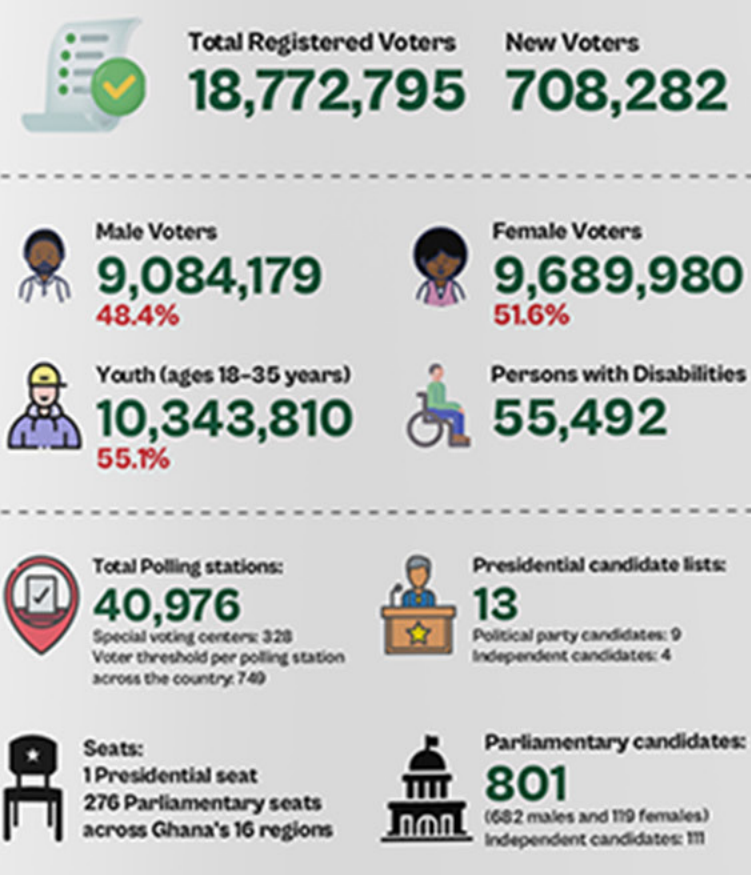 Total Registered Voters
18,772,795
New Voters
708,282
Male Voters
9,084,179
48.4%
Female Voters
9,689,980
51.6%
Youth (ages 18–35 years)
10,343,810
55.1%
Persons with Disabilities
55,492
Total Polling stations:
40,976
Special voting centers: 328
Voter threshold per polling station
across the country: 749
Presidential candidate lists:
13
Political party candidates: 9
Independent candidates: 4
Seats:
1 Presidential seat
276 Parliamentary seats
across Ghana's 16 regions
Parliamentary candidates:
801
(682 males and 119 females)
Independent candidates: 111